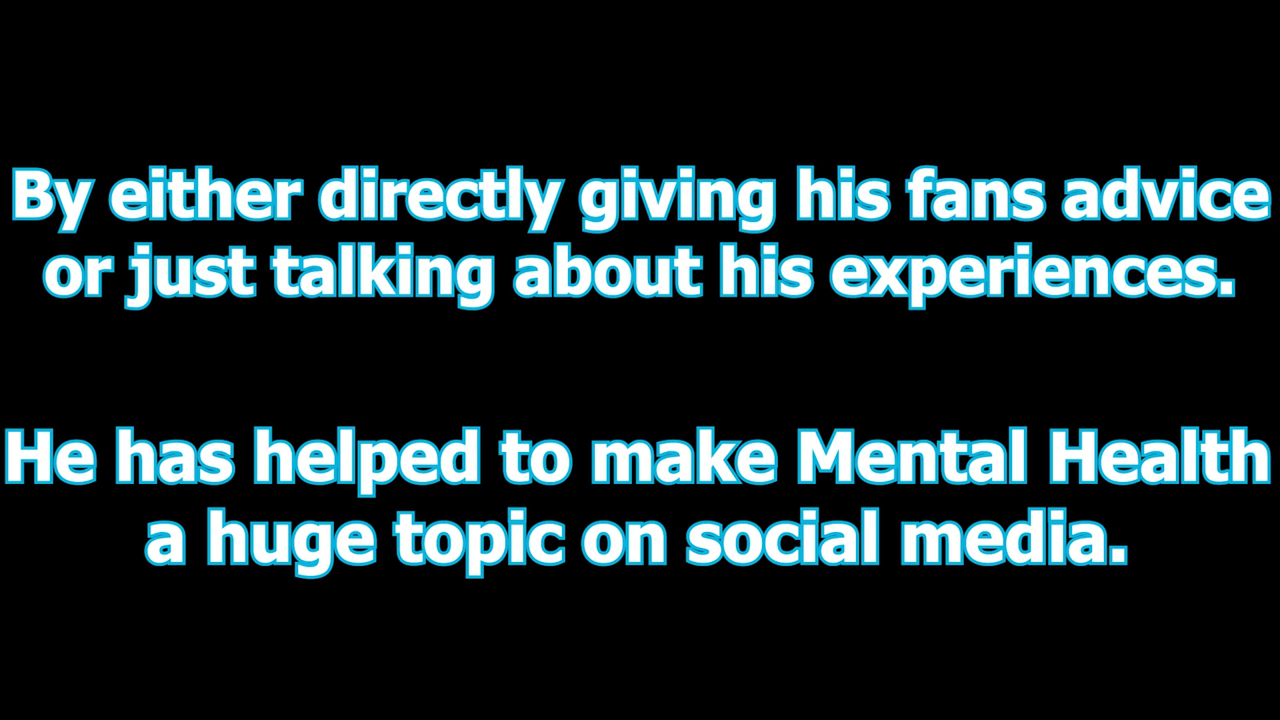 By either directly giving his fans advice
or just talking about his experiences.
He has helped to make Mental Health
a huge topic on social media.